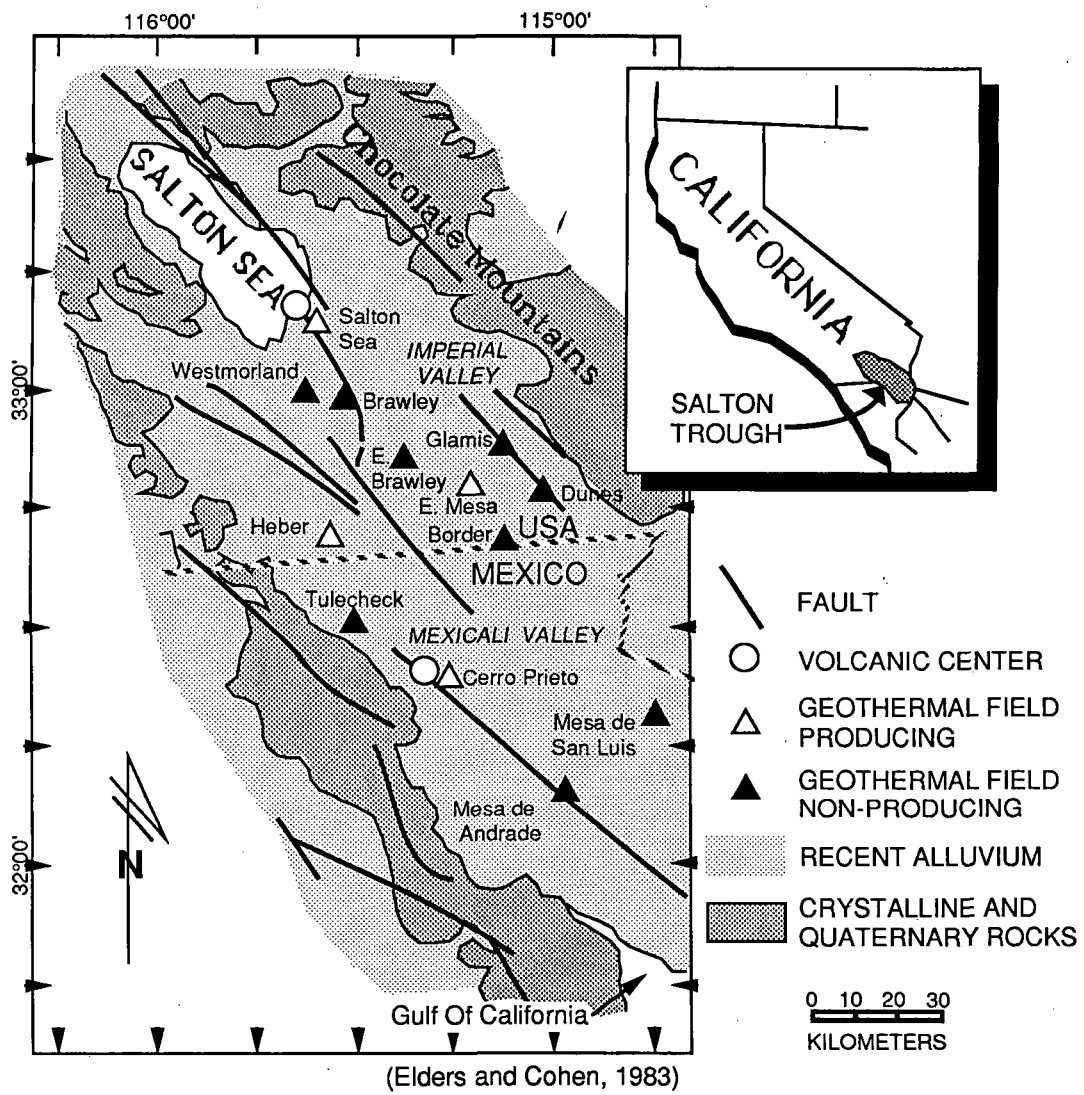 116°00'
115°00'
33°00'
32°00'
SALTON SEA
Chocolate Mountains
Salton
Sea
IMPERIAL
VALLEY
Westmorland
Brawley
Glamis
E.
Brawley
E. Mesa
Dunes
Heber
Border
USA
MEXICO
Tulecheck
MEXICALI VALLEY
Cerro Prieto
Mesa de
San Luis
Mesa de
Andrade
N
Gulf Of California
(Elders and Cohen, 1983)
CALIFORNIA
SALTON
TROUGH
FAULT
VOLCANIC CENTER
GEOTHERMAL FIELD
PRODUCING
GEOTHERMAL FIELD
NON-PRODUCING
RECENT ALLUVIUM
CRYSTALLINE AND
QUATERNARY ROCKS
0 10 20 30
KILOMETERS